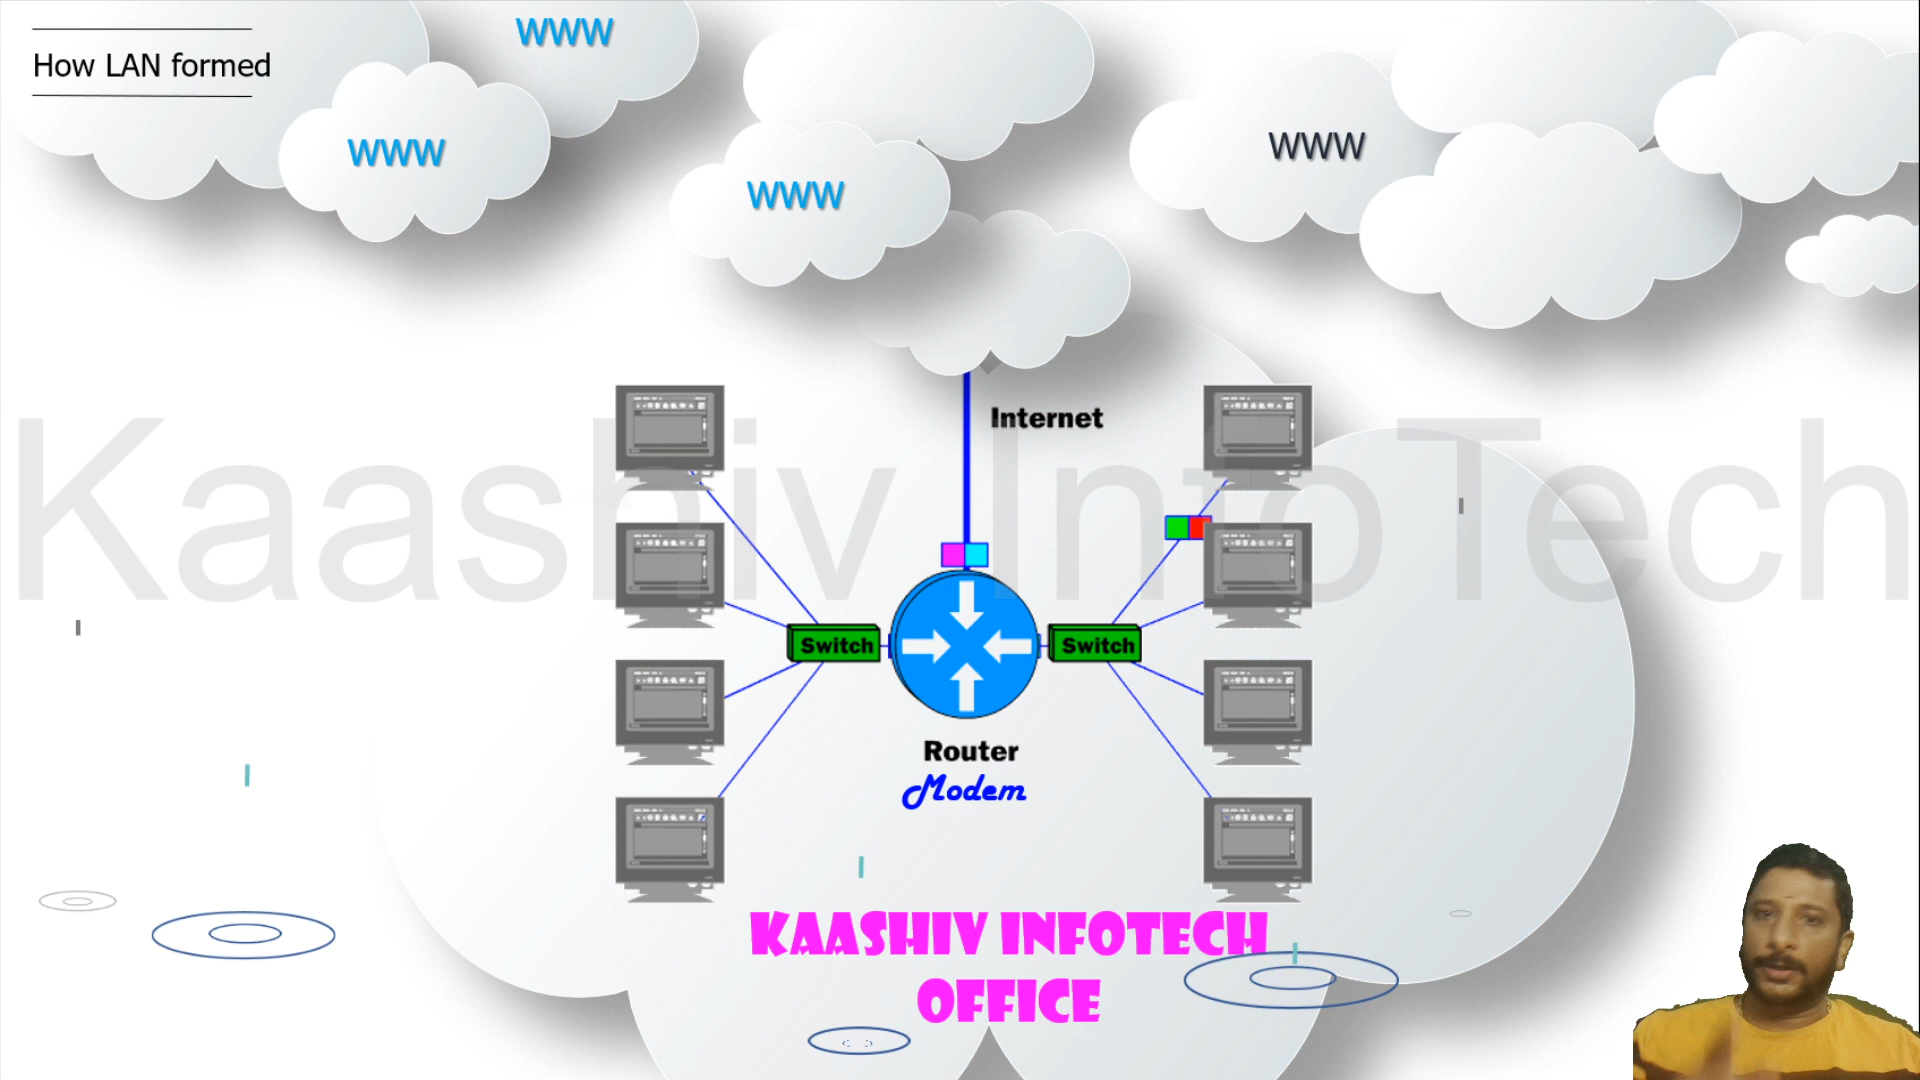 How LAN formed
WWW
WWW
WWW
WWW
Internet
Kaashiv InfoTech
Switch
Switch
Router
Modem
KAASHIV INFOTECH
OFFICE